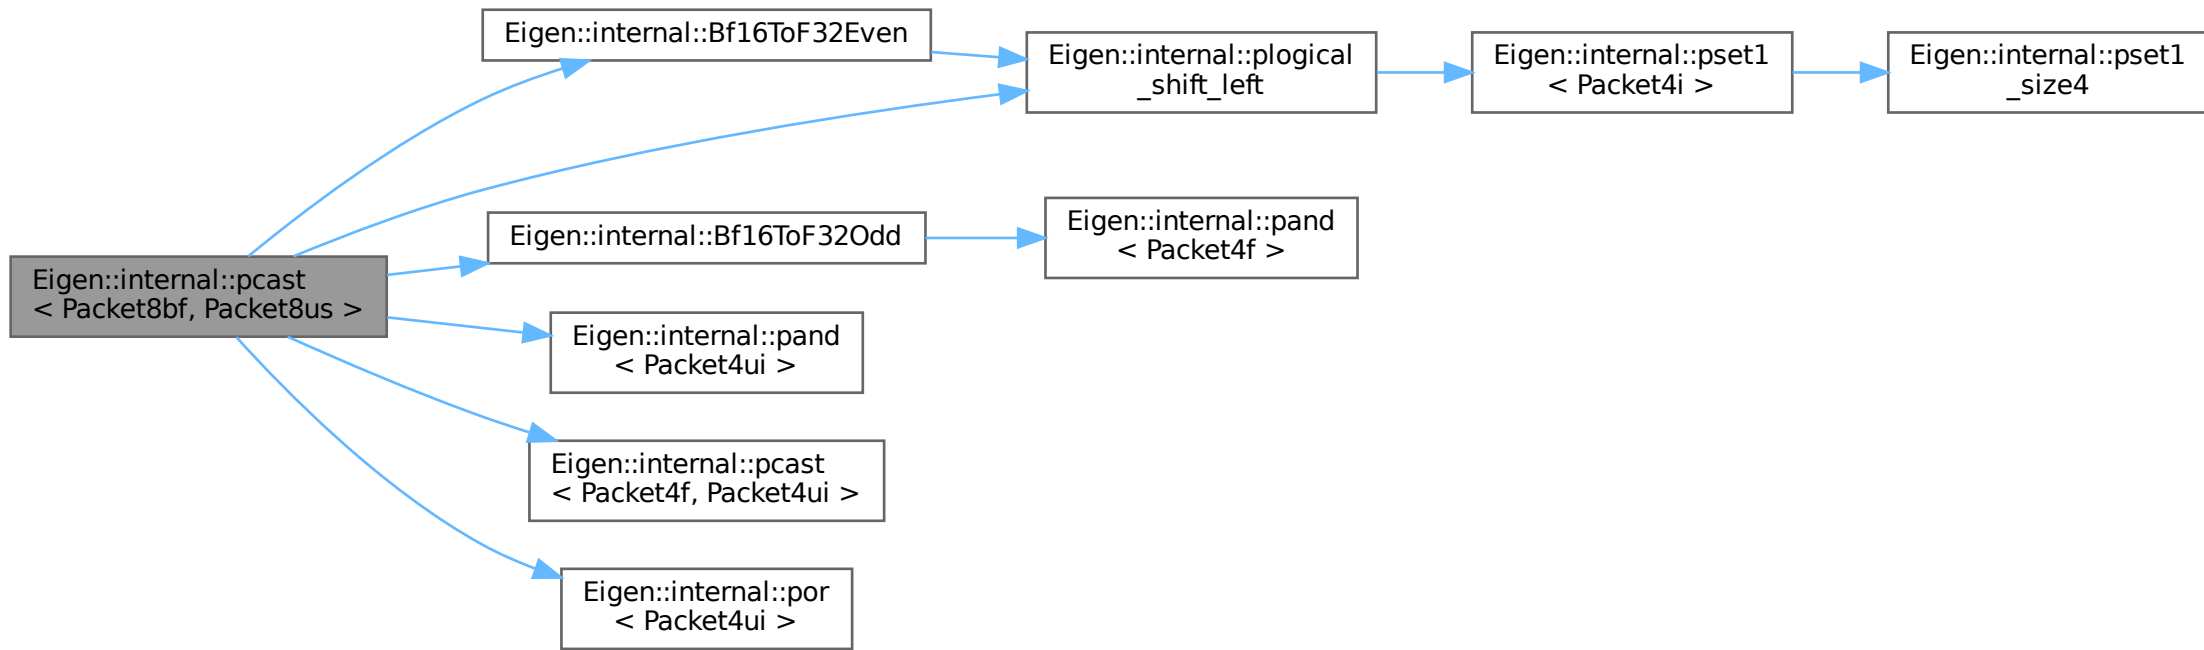 Eigen::internal::pcast
< Packet8bf, Packet8us >
Eigen::internal::Bf16ToF32Even
Eigen::internal::plogical
_shift_left
Eigen::internal::pset1
< Packet4i >
Eigen::internal::pset1
_size4
Eigen::internal::Bf16ToF32Odd
Eigen::internal::pand
< Packet4f >
Eigen::internal::pand
< Packet4ui >
Eigen::internal::pcast
< Packet4f, Packet4ui >
Eigen::internal::por
< Packet4ui >